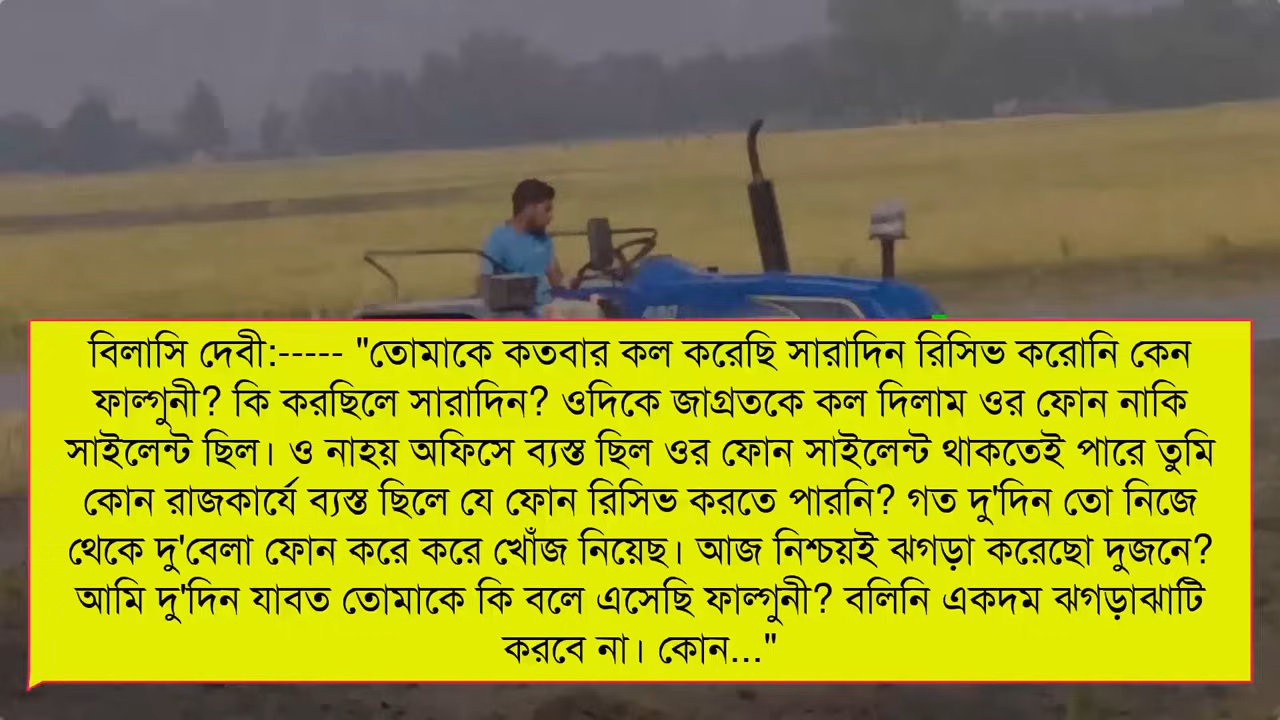 বিলাসি দেবী:----- "তোমাকে কতবার কল করেছি সারাদিন রিসিভ করোনি কেন
ফাল্গুনী? কি করছিলে সারাদিন? ওদিকে জাগ্রতকে কল দিলাম ওর ফোন নাকি
সাইলেন্ট ছিল। ও নাহয় অফিসে ব্যস্ত ছিল ওর ফোন সাইলেন্ট থাকতেই পারে তুমি
কোন রাজকার্যে ব্যস্ত ছিলে যে ফোন রিসিভ করতে পারনি? গত দু'দিন তো নিজে
থেকে দু'বেলা ফোন করে করে খোঁজ নিয়েছ। আজ নিশ্চয়ই ঝগড়া করেছো দুজনে?
আমি দু'দিন যাবত তোমাকে কি বলে এসেছি ফাল্গুনী? বলিনি একদম ঝগড়াঝাটি
করবে না। কোন..."